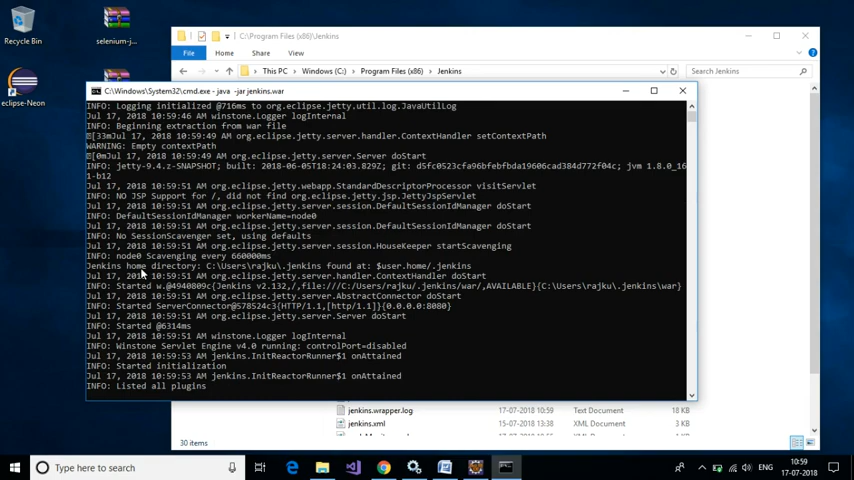 Recycle Bin
selenium-j...
eclipse-Neon
C:\Program Files (x86)\Jenkins
File Home Share View
This PC Windows (C:) Program Files (x86) Jenkins
Search Jenkins
C:\Windows\System32\cmd.exe - java -jar jenkins.war
INFO: Logging initialized @716ms to org.eclipse.jetty.util.log.JavaUtilLog
Jul 17, 2018 10:59:46 AM winstone.Logger logInternal
INFO: Beginning extraction from war file
[33mJul 17, 2018 10:59:49 AM org.eclipse.jetty.server.handler.ContextHandler setContextPath
WARNING: Empty contextPath
[0mJul 17, 2018 10:59:49 AM org.eclipse.jetty.server.Server doStart
INFO: jetty-9.4.z-SNAPSHOT; built: 2018-06-05T18:24:03.829Z; git: d5fc0523cfa96bfebfbda19606cad384d772f04c; jvm 1.8.0_16
1-b12
Jul 17, 2018 10:59:51 AM org.eclipse.jetty.webapp.StandardDescriptorProcessor visitServlet
INFO: NO JSP Support for /, did not find org.eclipse.jetty.jsp.JettyJspServlet
Jul 17, 2018 10:59:51 AM org.eclipse.jetty.server.session.DefaultSessionIdManager doStart
INFO: DefaultSessionIdManager workerName=node0
Jul 17, 2018 10:59:51 AM org.eclipse.jetty.server.session.DefaultSessionIdManager doStart
INFO: No SessionScavenger set, using defaults
Jul 17, 2018 10:59:51 AM org.eclipse.jetty.server.session.HouseKeeper startScavenging
INFO: node0 Scavenging every 660000ms
Jenkins home directory: C:\Users\rajku\.jenkins found at: $user.home/.jenkins
Jul 17, 2018 10:59:51 AM org.eclipse.jetty.server.handler.ContextHandler doStart
INFO: Started w.@4940809c{Jenkins v2.132,/,file:///C:/Users/rajku/.jenkins/war/,AVAILABLE}{C:\Users\rajku\.jenkins\war}
Jul 17, 2018 10:59:51 AM org.eclipse.jetty.server.AbstractConnector doStart
INFO: Started ServerConnector@578524c3{HTTP/1.1,[http/1.1]}{0.0.0.0:8080}
Jul 17, 2018 10:59:51 AM org.eclipse.jetty.server.Server doStart
INFO: Started @6314ms
Jul 17, 2018 10:59:51 AM winstone.Logger logInternal
INFO: Winstone Servlet Engine v4.0 running: controlPort=disabled
Jul 17, 2018 10:59:53 AM jenkins.InitReactorRunner$1 onAttained
INFO: Started initialization
Jul 17, 2018 10:59:53 AM jenkins.InitReactorRunner$1 onAttained
INFO: Listed all plugins
jenkins.wrapper.log 17-07-2018 10:59 Text Document 18 KB
jenkins.xml 15-07-2018 13:38 XML Document 3 KB
30 items
Type here to search
ENG
10:59
17-07-2018